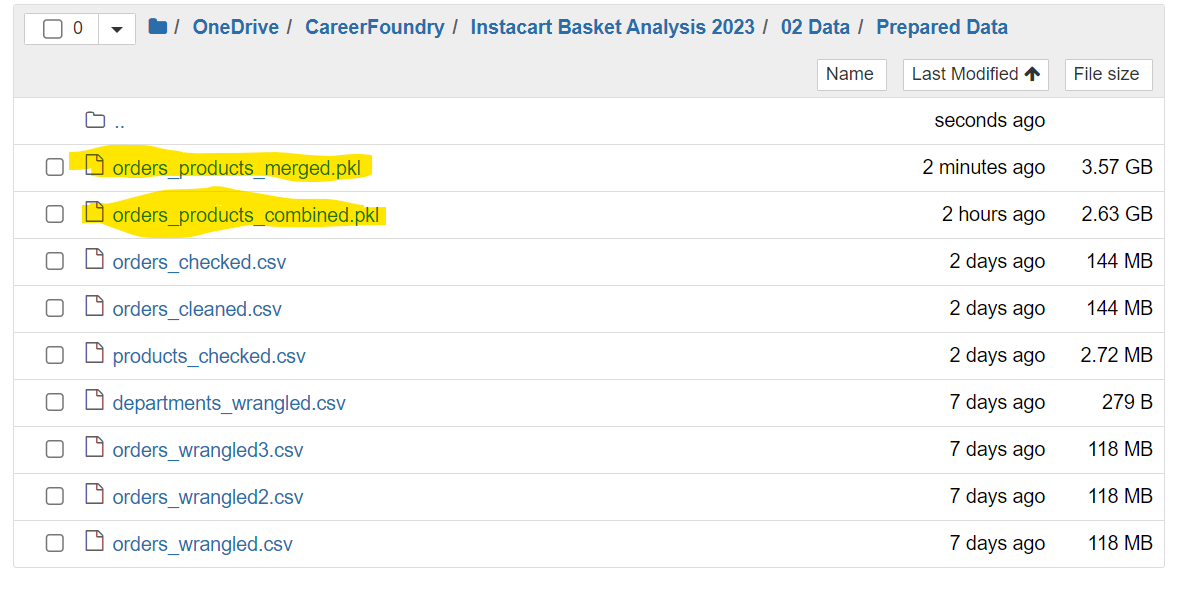 0 / OneDrive / CareerFoundry / Instacart Basket Analysis 2023 / 02 Data / Prepared Data
Name Last Modified File size
.. seconds ago
orders_products_merged.pkl 2 minutes ago 3.57 GB
orders_products_combined.pkl 2 hours ago 2.63 GB
orders_checked.csv 2 days ago 144 MB
orders_cleaned.csv 2 days ago 144 MB
products_checked.csv 2 days ago 2.72 MB
departments_wrangled.csv 7 days ago 279 B
orders_wrangled3.csv 7 days ago 118 MB
orders_wrangled2.csv 7 days ago 118 MB
orders_wrangled.csv 7 days ago 118 MB